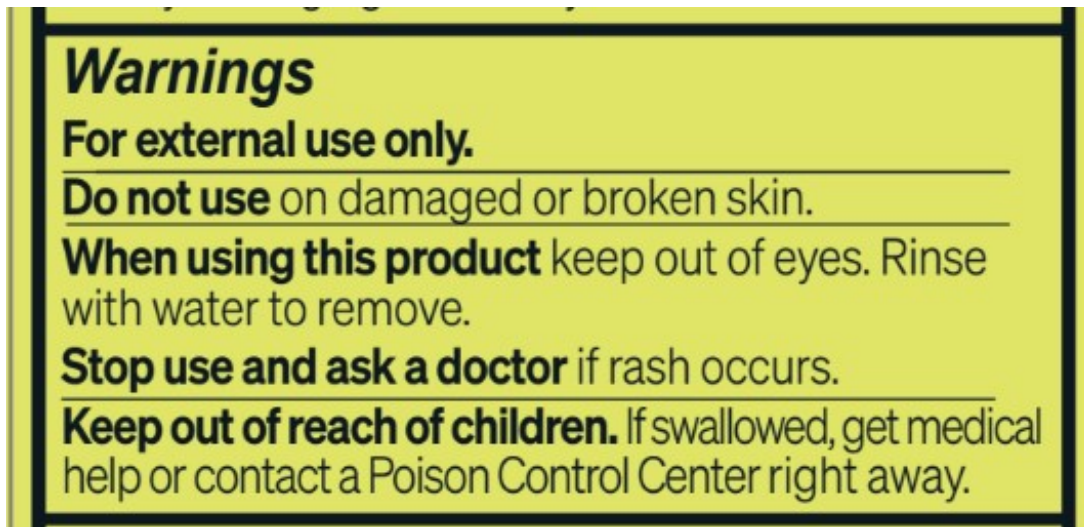 Warnings
For external use only.
Do not use on damaged or broken skin.
When using this product keep out of eyes. Rinse
with water to remove.
Stop use and ask a doctor if rash occurs.
Keep out of reach of children. If swallowed, get medical
help or contact a Poison Control Center right away.